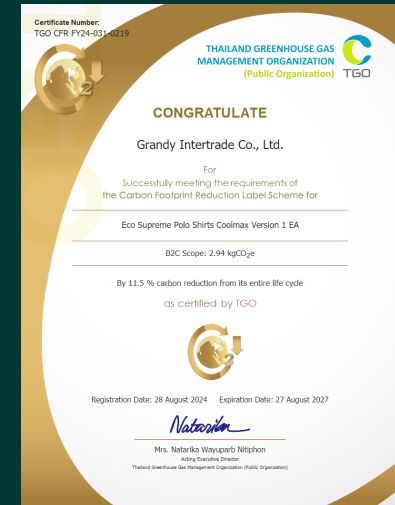 Certificate Number:
TGO CFR FY24-031-0219
THAILAND GREENHOUSE GAS
MANAGEMENT ORGANIZATION
(Public Organization)
TGO
CONGRATULATE
Grandy Intertrade Co., Ltd.
For
Successfully meeting the requirements of
the Carbon Footprint Reduction Label Scheme for
Eco Supreme Polo Shirts Coolmax Version 1 EA
B2C Scope: 2.94 kgCO₂e
By 11.5 % carbon reduction from its entire life cycle
as certified by TGO
2
Registration Date: 28 August 2024 Expiration Date: 27 August 2027
Natarika
Mrs. Natarika Wayuparb Nitiphon
Acting Executive Director
Thailand Greenhouse Gas Management Organization (Public Organization)